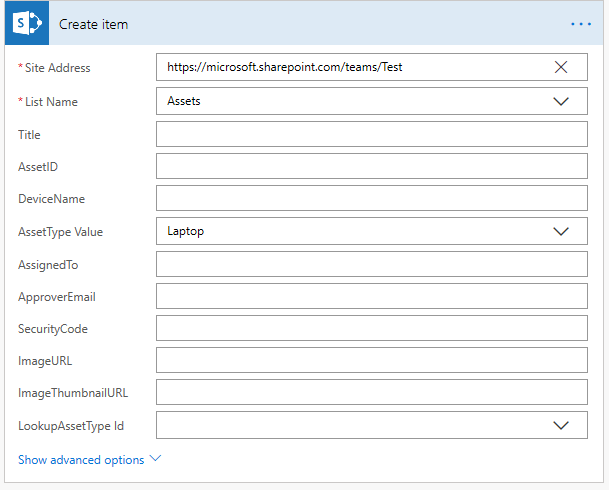 Create item
* Site Address https://microsoft.sharepoint.com/teams/Test
* List Name Assets
Title
AssetID
DeviceName
AssetType Value Laptop
AssignedTo
ApproverEmail
SecurityCode
ImageURL
ImageThumbnailURL
LookupAssetType Id
Show advanced options